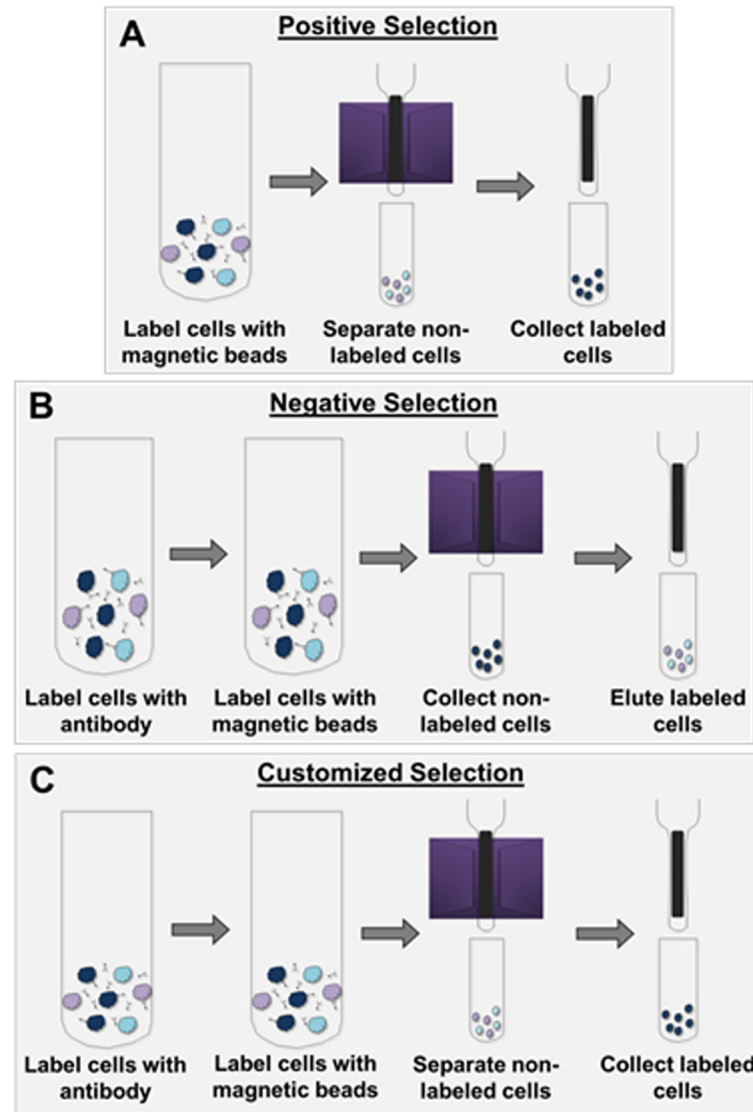 A
Positive Selection
Label cells with
magnetic beads
Separate non-
labeled cells
Collect labeled
cells
B
Negative Selection
Label cells with
antibody
Label cells with
magnetic beads
Collect non-
labeled cells
Elute labeled
cells
C
Customized Selection
Label cells with
antibody
Label cells with
magnetic beads
Separate non-
labeled cells
Collect labeled
cells